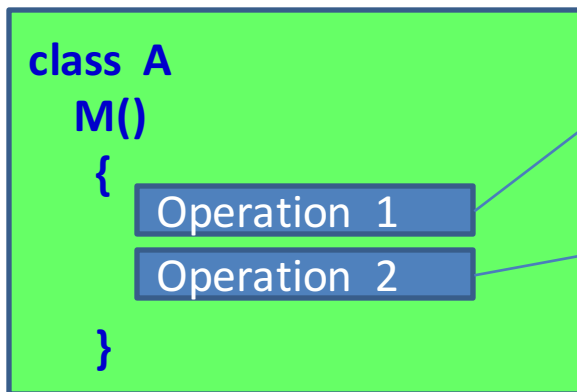 class A
M()
{
Operation 1
Operation 2
}